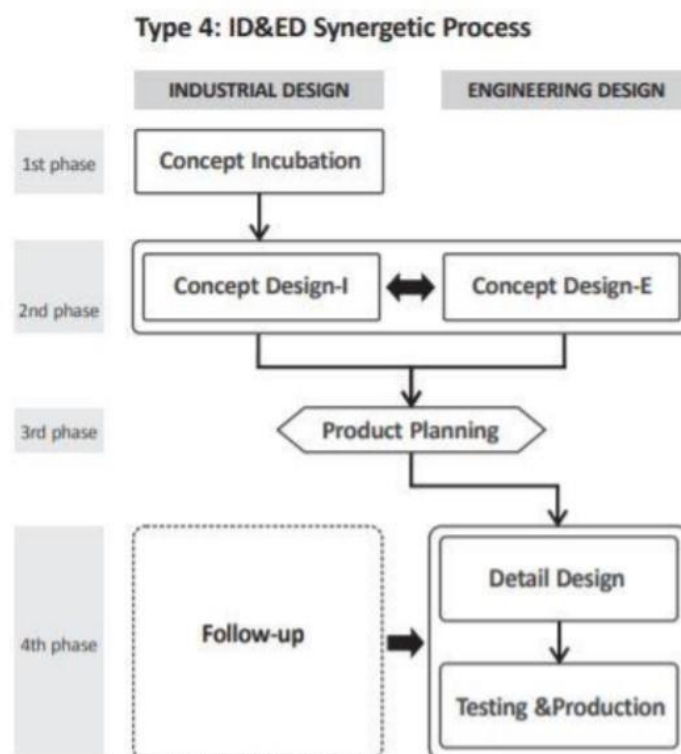 Type 4: ID&ED Synergetic Process
INDUSTRIAL DESIGN
ENGINEERING DESIGN
1st phase
Concept Incubation
2nd phase
Concept Design-I
Concept Design-E
3rd phase
Product Planning
4th phase
Follow-up
Detail Design
Testing &Production